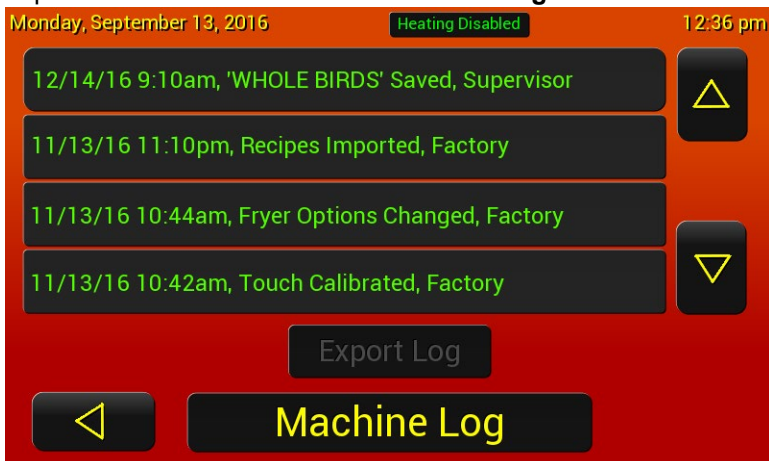 Monday, September 13, 2016 Heating Disabled 12:36 pm
12/14/16 9:10am, 'WHOLE BIRDS' Saved, Supervisor
11/13/16 11:10pm, Recipes Imported, Factory
11/13/16 10:44am, Fryer Options Changed, Factory
11/13/16 10:42am, Touch Calibrated, Factory
Export Log
Machine Log